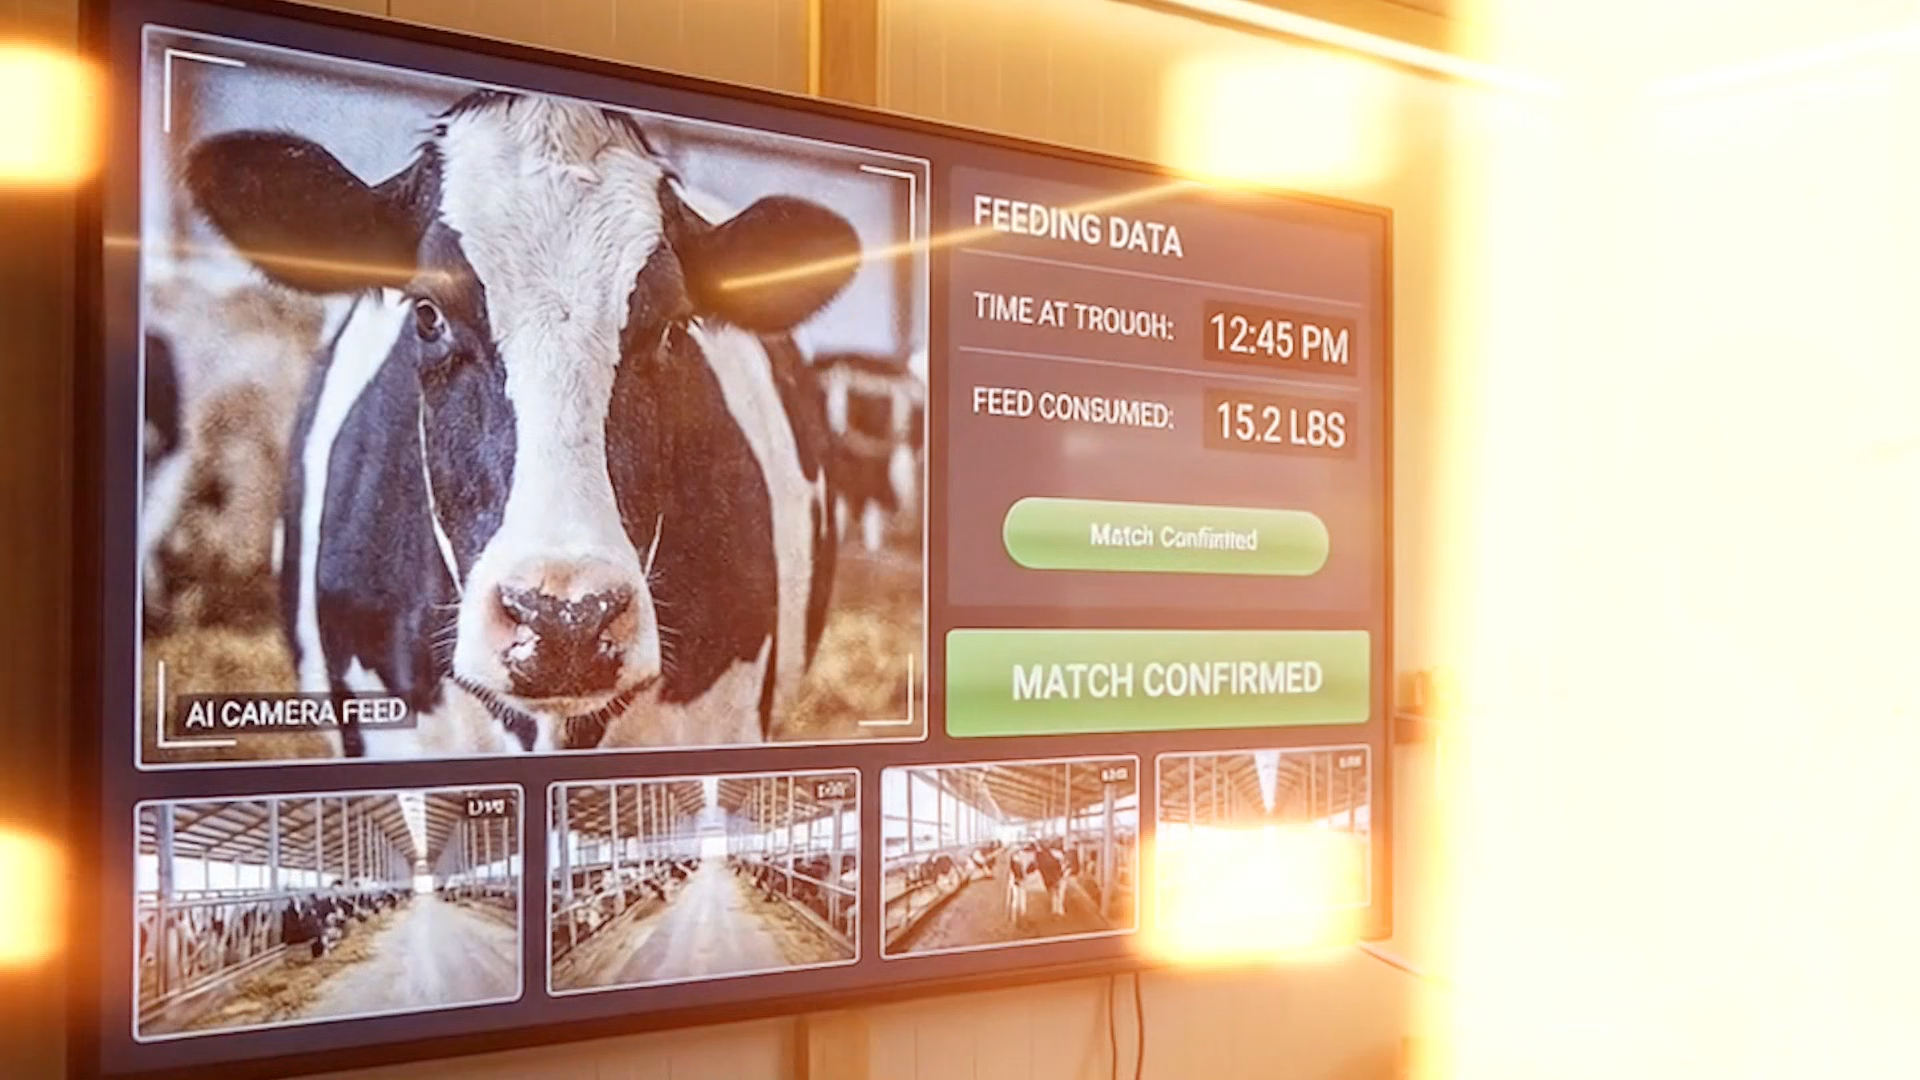 FEEDING DATA
TIME AT TROUOH: 12:45 PM
FEED CONSUMED: 15.2 LBS
Match
MATCH CONFIRMED
AI CAMERA FEED